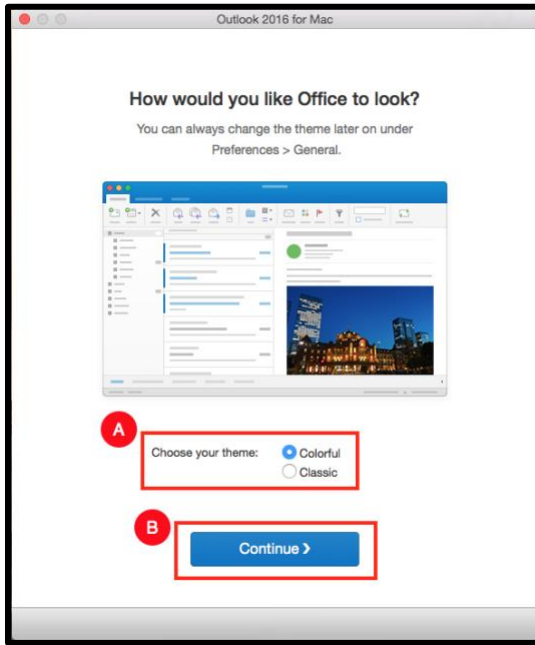 Outlook 2016 for Mac
How would you like Office to look?
You can always change the theme later on under
Preferences > General.
A
Choose your theme:
Colorful
Classic
B
Continue ❯